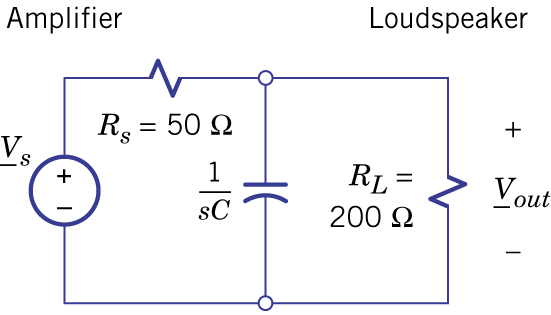 Amplifier Loudspeaker
R_s = 50 Ω
V_s
+
−
1
sC
R_L =
200 Ω
+
V_out
−